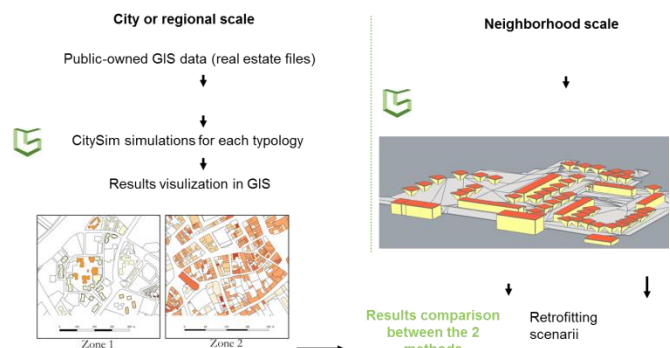 City or regional scale
Public-owned GIS data (real estate files)
CitySim simulations for each typology
Results visulization in GIS
Zone 1
Zone 2
Neighborhood scale
Results comparison
between the 2
methods
Retrofitting
scenarii